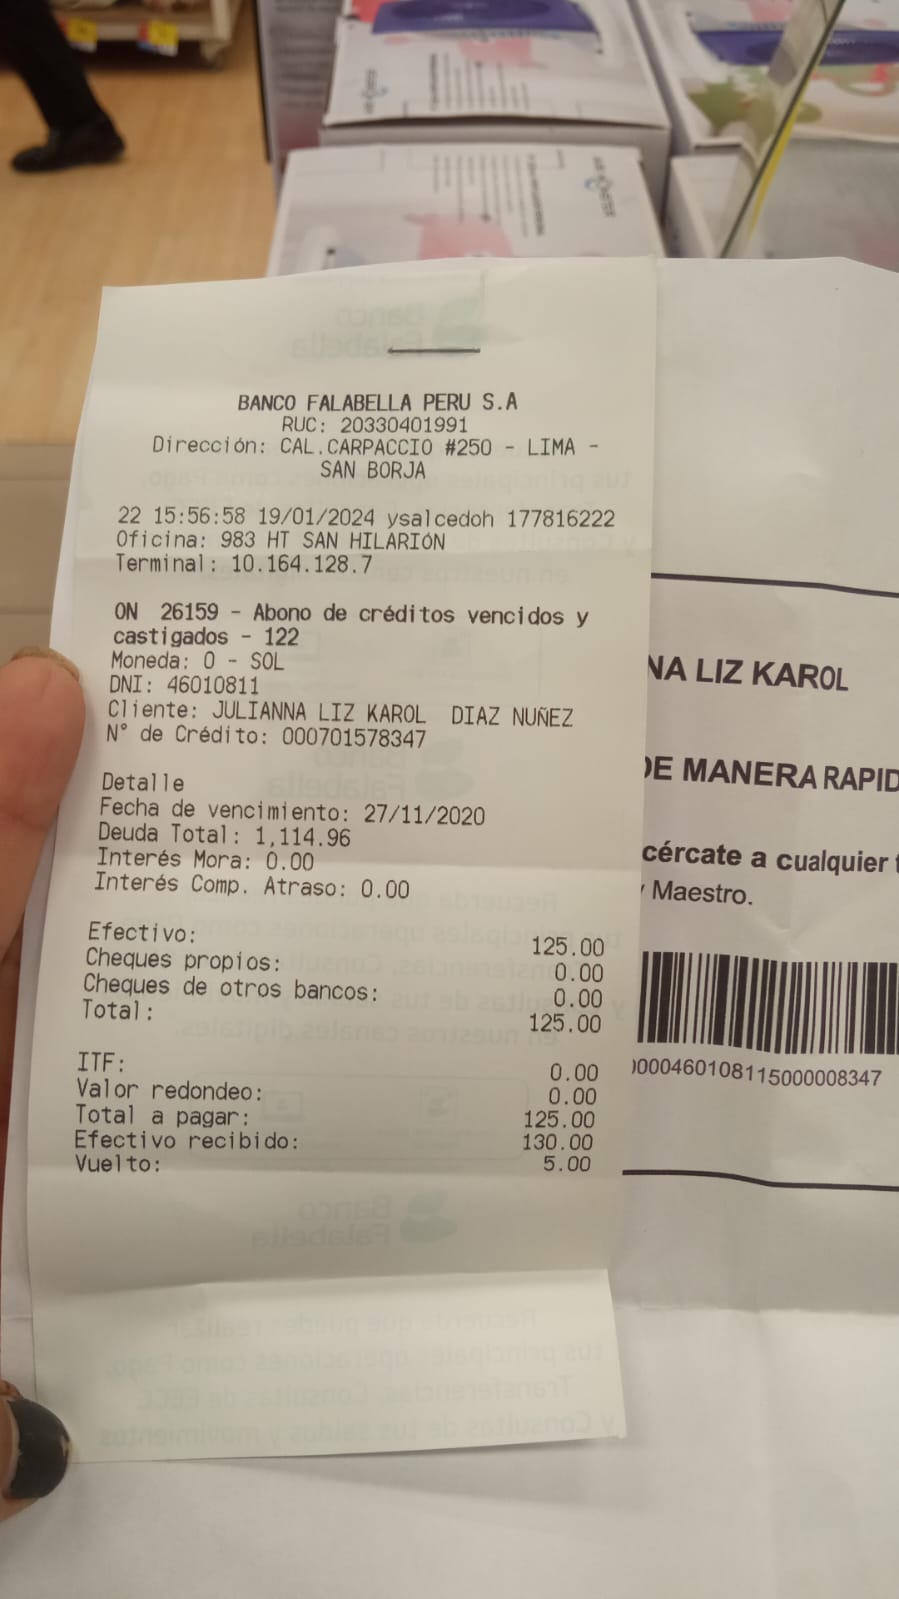 BANCO FALABELLA PERU S.A
RUC: 20330401991
Dirección: CAL.CARPACCIO #250 - LIMA -
SAN BORJA
22 15:56:58 19/01/2024 ysalcedoh 177816222
Oficina: 983 HT SAN HILARIÓN
Terminal: 10.164.128.7
ON 26159 - Abono de créditos vencidos y
castigados - 122
Moneda: 0 - SOL
DNI: 46010811
Cliente: JULIANNA LIZ KAROL DIAZ NUÑEZ
N° de Crédito: 000701578347
Detalle
Fecha de vencimiento: 27/11/2020
Deuda Total: 1,114.96
Interés Mora: 0.00
Interés Comp. Atraso: 0.00
Efectivo: 125.00
Cheques propios: 0.00
Cheques de otros bancos: 0.00
Total: 125.00
ITF: 0.00
Valor redondeo: 0.00
Total a pagar: 125.00
Efectivo recibido: 130.00
Vuelto: 5.00
NA LIZ KAROL
DE MANERA RAPID
cércate a cualquier
Maestro.
0000460108115000008347